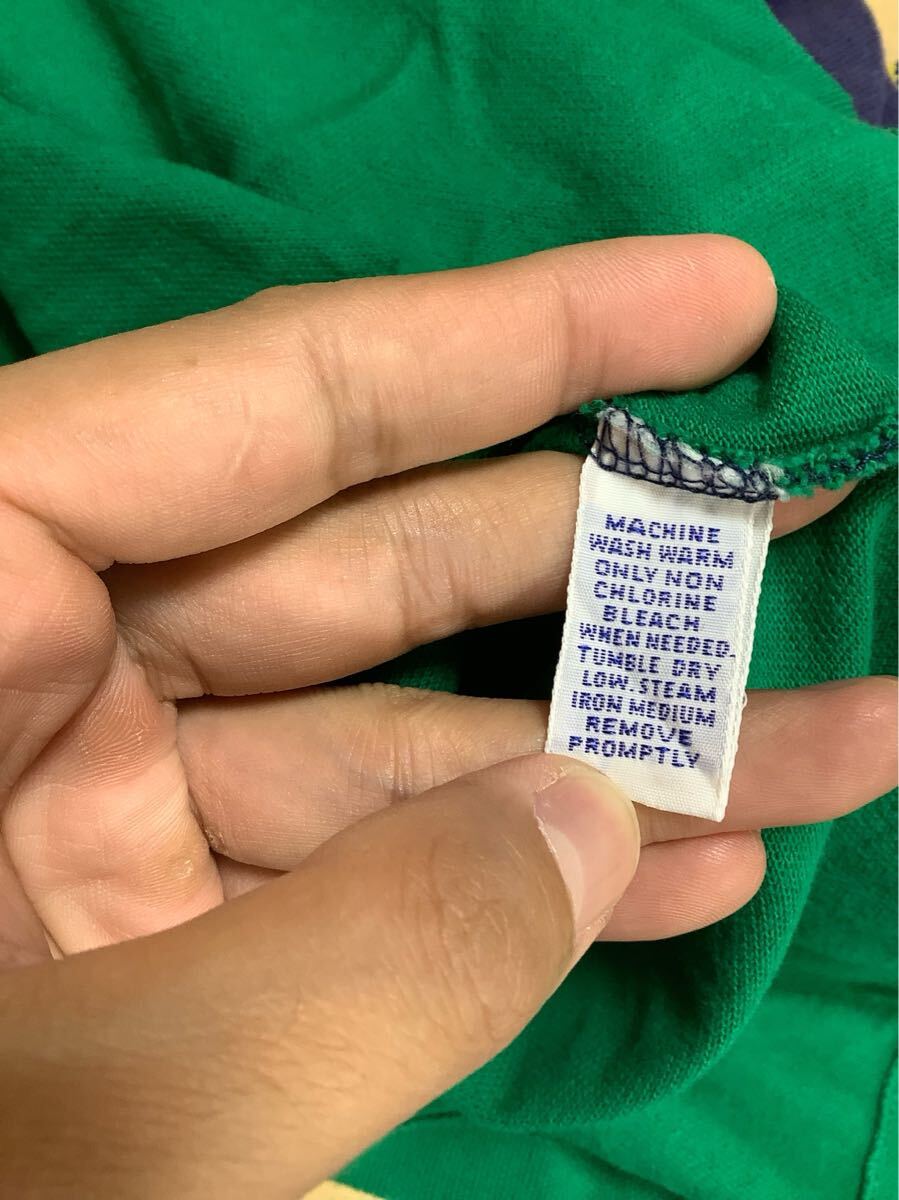 MACHINE
WASH WARM
ONLY NON
CHLORINE
BLEACH
WHEN NEEDED.
TUMBLE DRY
LOW. STEAM
IRON MEDIUM
REMOVE
PROMPTLY